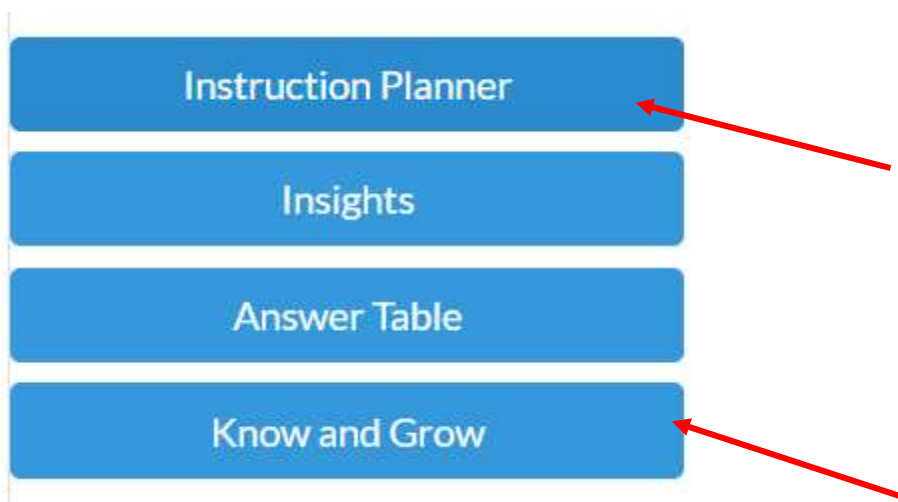 Instruction Planner
Insights
Answer Table
Know and Grow